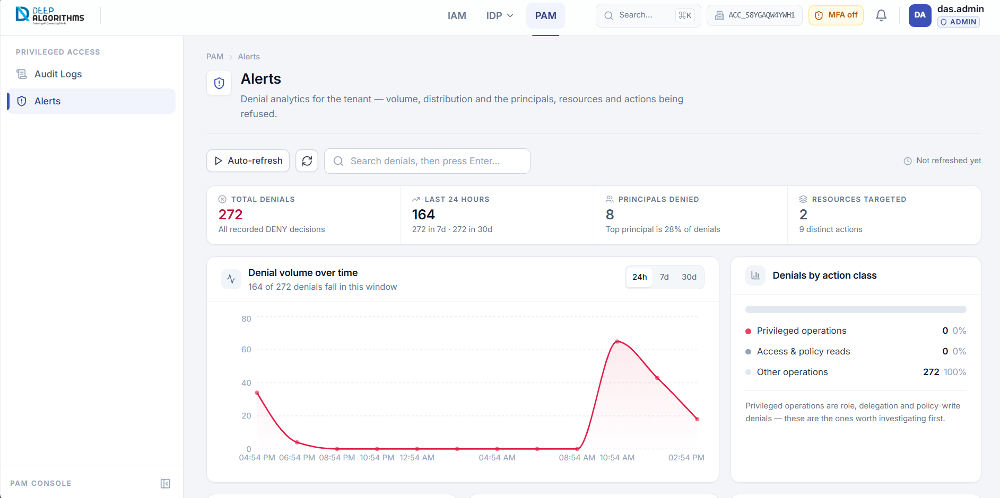 DEEP
ALGORITHMS
Fostering AI, Connecting Minds.
IAM
IDP
PAM
Search...
⌘K
ACC_S8YGAQW4YWH1
MFA off
DA
das.admin
ADMIN
PRIVILEGED ACCESS
Audit Logs
Alerts
PAM CONSOLE
PAM > Alerts
Alerts
Denial analytics for the tenant — volume, distribution and the principals, resources and actions being
refused.
Auto-refresh
Search denials, then press Enter...
Not refreshed yet
TOTAL DENIALS
272
All recorded DENY decisions
LAST 24 HOURS
164
272 in 7d · 272 in 30d
PRINCIPALS DENIED
8
Top principal is 28% of denials
RESOURCES TARGETED
2
9 distinct actions
Denial volume over time
164 of 272 denials fall in this window
24h 7d 30d
80
60
40
20
0
04:54 PM 06:54 PM 08:54 PM 10:54 PM 12:54 AM 04:54 AM 08:54 AM 10:54 AM 02:54 PM
Denials by action class
Privileged operations 0 0%
Access & policy reads 0 0%
Other operations 272 100%
Privileged operations are role, delegation and policy-write
denials — these are the ones worth investigating first.